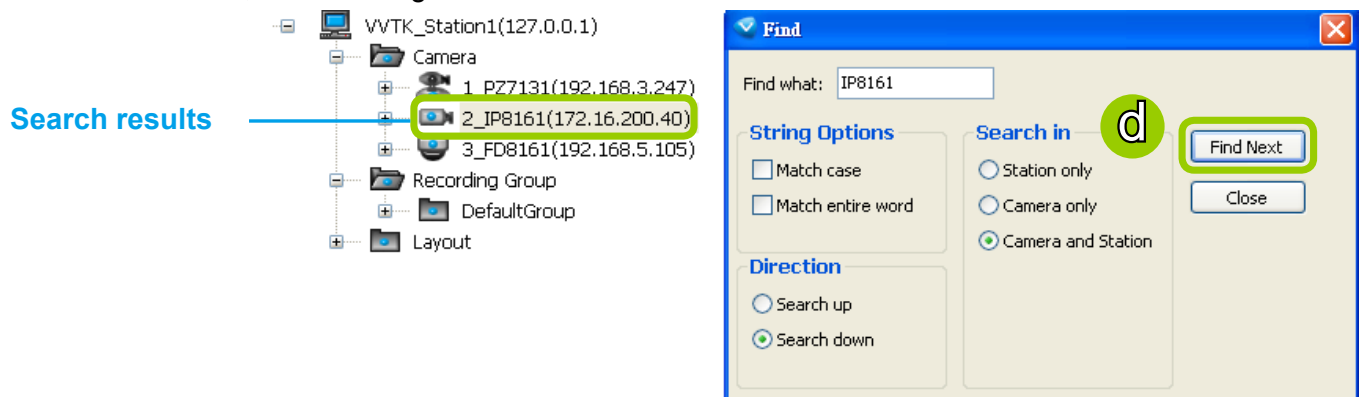 VVTK_Station1(127.0.0.1)
Camera
1_PZ7131(192.168.3.247)
Search results
2_IP8161(172.16.200.40)
3_FD8161(192.168.5.105)
Recording Group
DefaultGroup
Layout
Find
Find what: IP8161
String Options
Match case
Match entire word
Direction
Search up
Search down
Search in
Station only
Camera only
Camera and Station
d
Find Next
Close